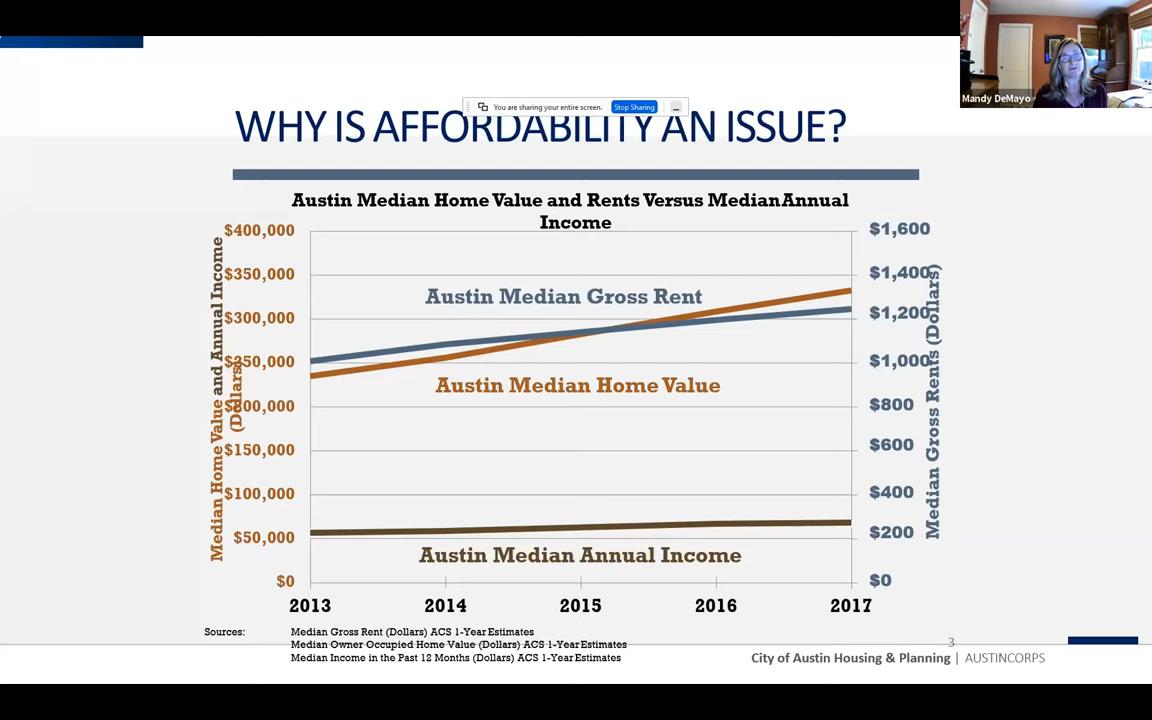 Mandy DeMayo
You are sharing your entire screen. Stop Sharing
WHY IS AFFORDABILITY AN ISSUE?
Austin Median Home Value and Rents Versus Median Annual
Income
Median Home Value and Annual Income
(Dollars)
$400,000
$350,000
$300,000
$250,000
$200,000
$150,000
$100,000
$50,000
$0
Austin Median Gross Rent
Austin Median Home Value
Austin Median Annual Income
$1,600
$1,400
$1,200
$1,000
$800
$600
$400
$200
$0
Median Gross Rents (Dollars)
2013 2014 2015 2016 2017
Sources: Median Gross Rent (Dollars) ACS 1-Year Estimates
Median Owner Occupied Home Value (Dollars) ACS 1-Year Estimates
Median Income in the Past 12 Months (Dollars) ACS 1-Year Estimates
3
City of Austin Housing & Planning | AUSTINCORPS